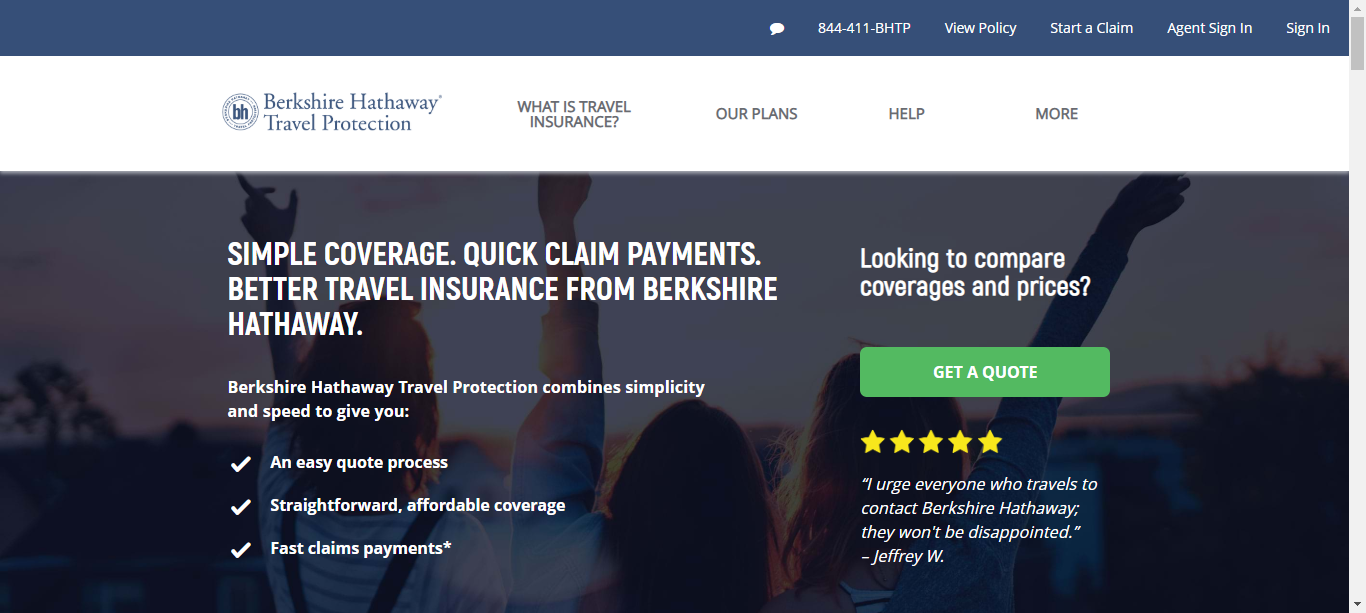 844-411-BHTP View Policy Start a Claim Agent Sign In Sign In
bh
Berkshire Hathaway
Travel Protection
WHAT IS TRAVEL
INSURANCE?
OUR PLANS
HELP
MORE
SIMPLE COVERAGE. QUICK CLAIM PAYMENTS.
BETTER TRAVEL INSURANCE FROM BERKSHIRE
HATHAWAY.
Berkshire Hathaway Travel Protection combines simplicity
and speed to give you:
An easy quote process
Straightforward, affordable coverage
Fast claims payments*
Looking to compare
coverages and prices?
GET A QUOTE
“I urge everyone who travels to
contact Berkshire Hathaway;
they won't be disappointed.”
– Jeffrey W.